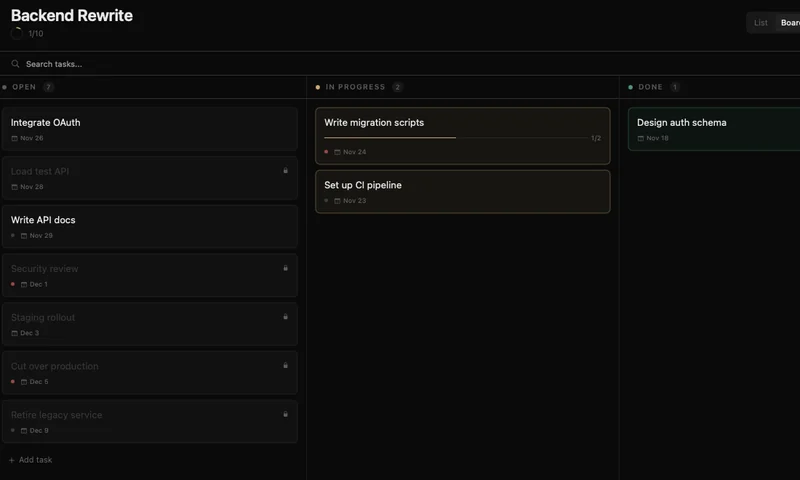 Backend Rewrite
1/10
List
Search tasks...
OPEN 7
Integrate OAuth
Nov 26
Load test API
Nov 28
Write API docs
Nov 29
Security review
Dec 1
Staging rollout
Dec 3
Cut over production
Dec 5
Retire legacy service
Dec 9
+ Add task
IN PROGRESS 2
Write migration scripts
1/2
Nov 24
Set up CI pipeline
Nov 23
DONE 1
Design auth schema
Nov 18